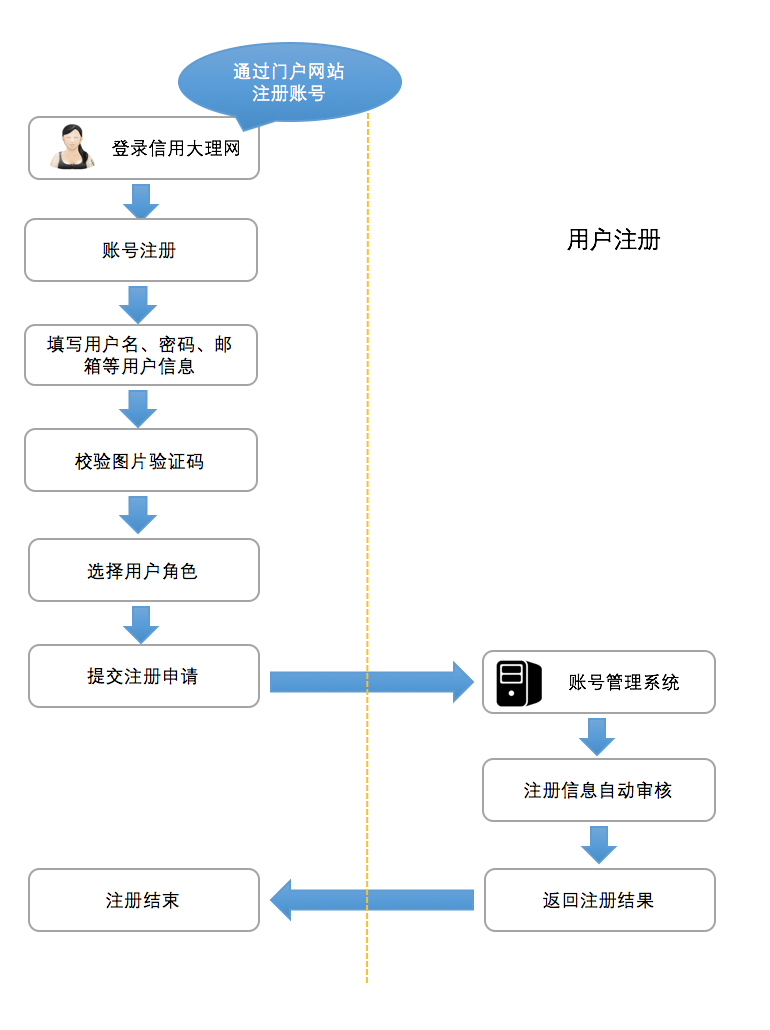 通过门户网站
注册账号
登录信用大理网
账号注册
用户注册
填写用户名、密码、邮
箱等用户信息
校验图片验证码
选择用户角色
提交注册申请
账号管理系统
注册信息自动审核
注册结束
返回注册结果